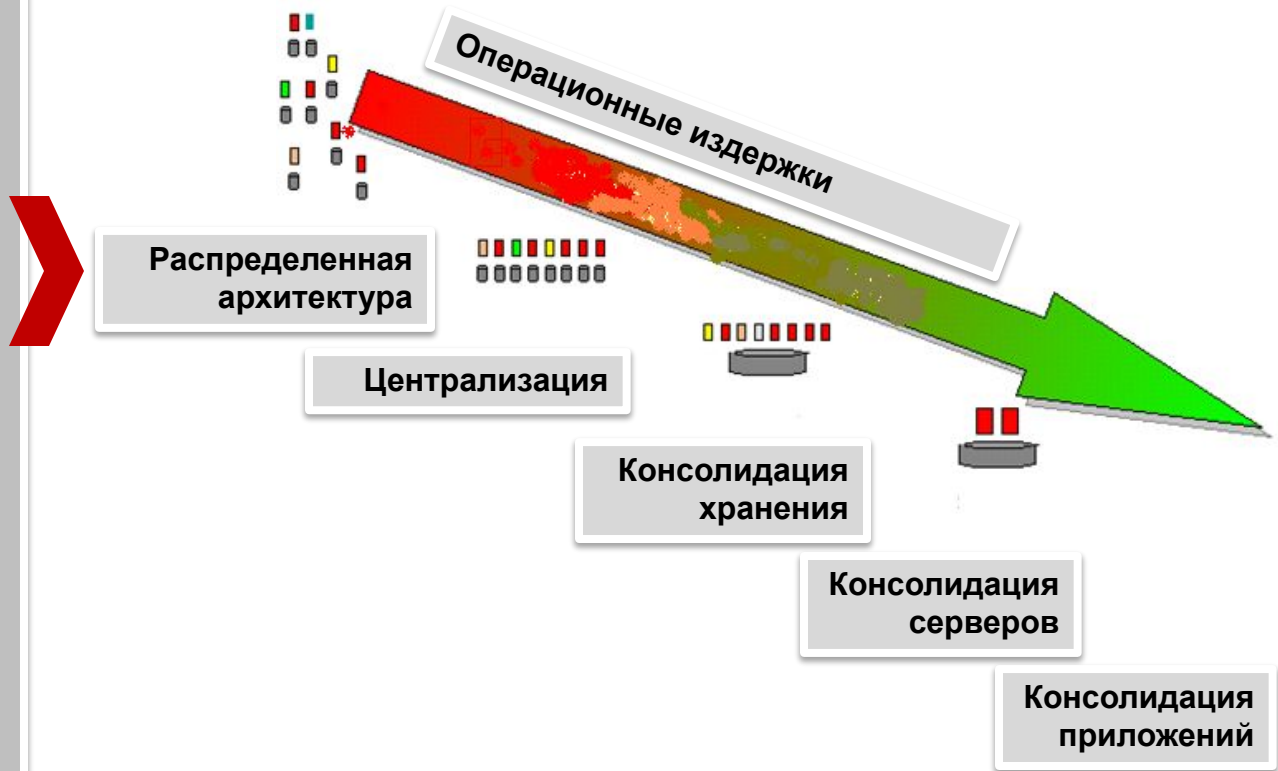 Операционные издержки
Распределенная
архитектура
Централизация
Консолидация
хранения
Консолидация
серверов
Консолидация
приложений